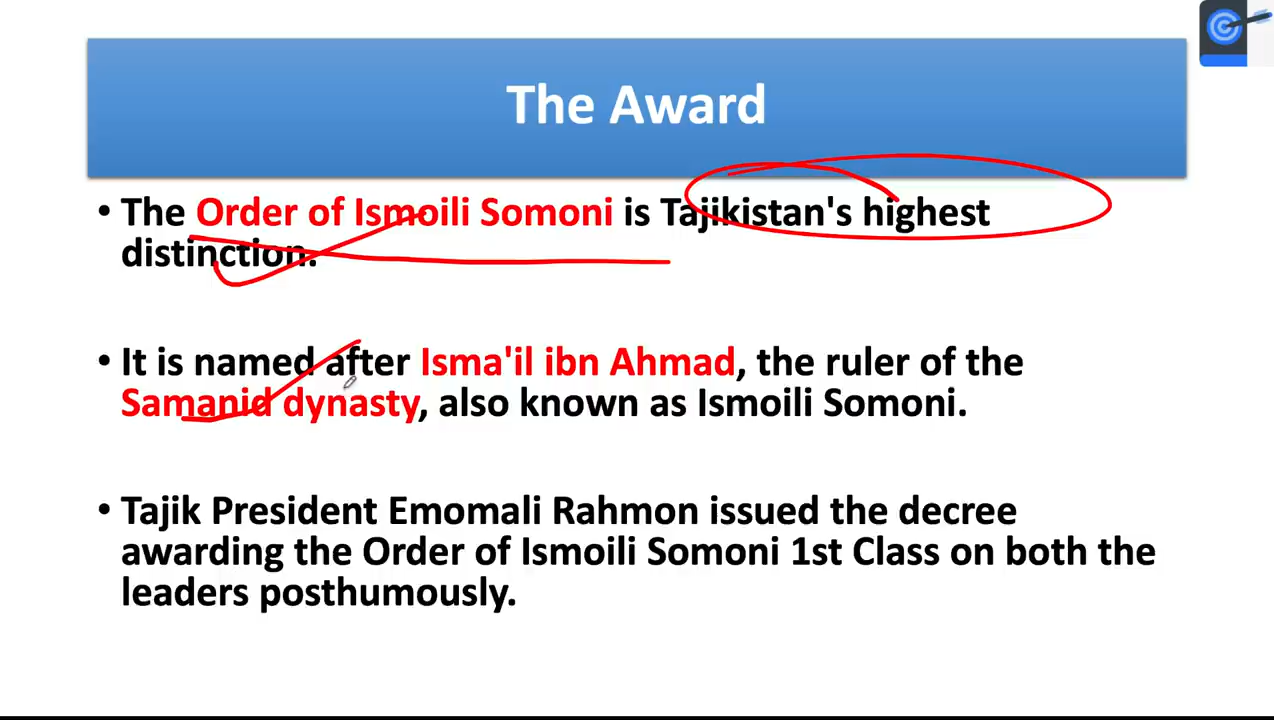 The Award
• The Order of Ismoili Somoni is Tajikistan's highest
distinction.
• It is named after Isma'il ibn Ahmad, the ruler of the
Samanid dynasty, also known as Ismoili Somoni.
• Tajik President Emomali Rahmon issued the decree
awarding the Order of Ismoili Somoni 1st Class on both the
leaders posthumously.